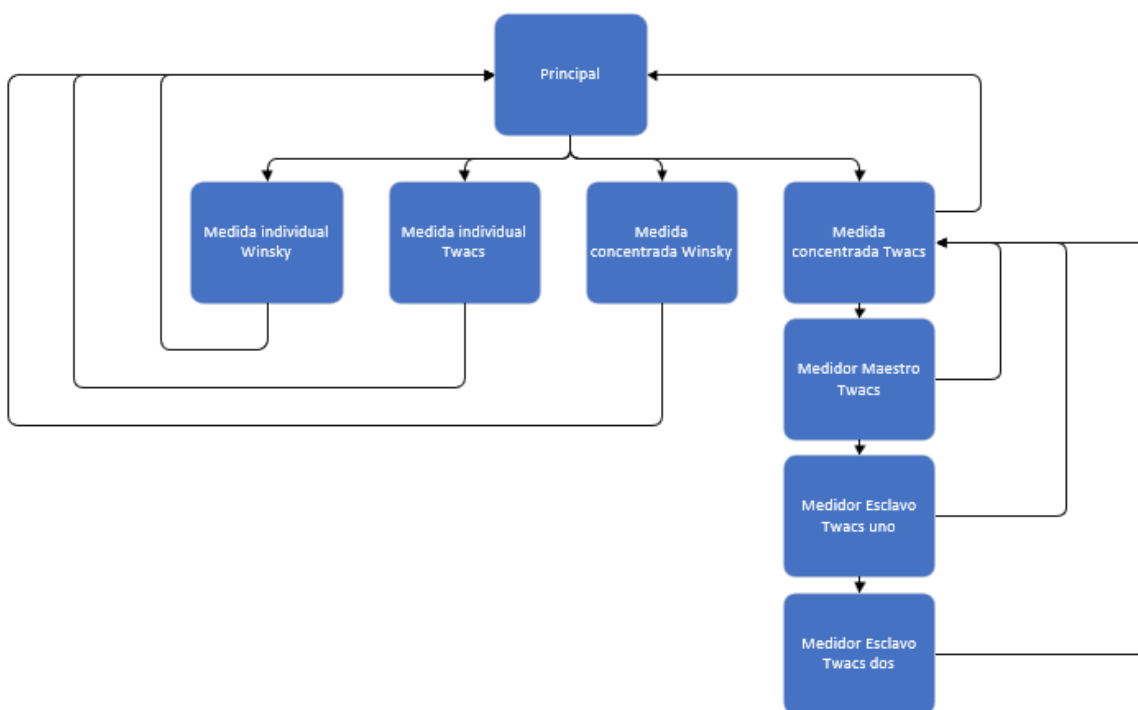 Principal
Medida individual
Winsky
Medida individual
Twacs
Medida
concentrada Winsky
Medida
concentrada Twacs
Medidor Maestro
Twacs
Medidor Esclavo
Twacs uno
Medidor Esclavo
Twacs dos